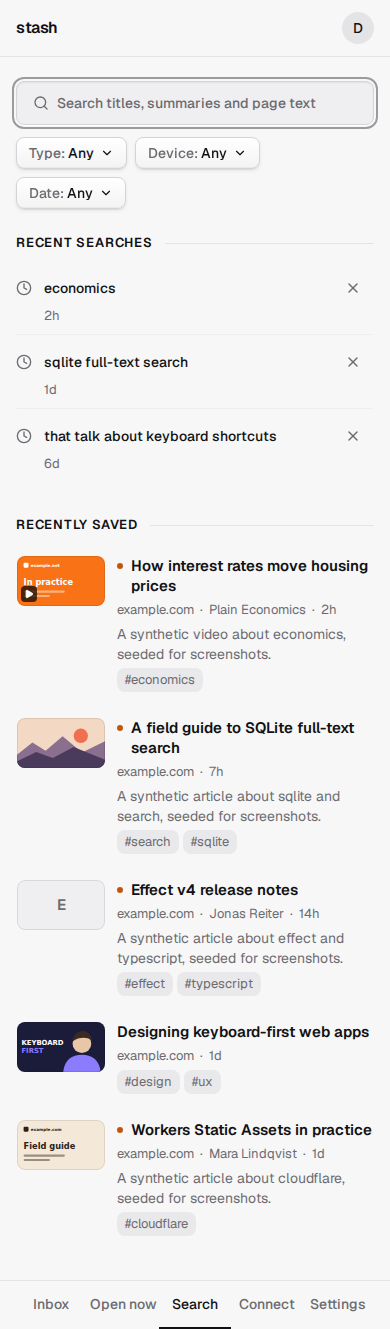 stash
D
Search titles, summaries and page text
Type: Any
Device: Any
Date: Any
RECENT SEARCHES
economics
2h
sqlite full-text search
1d
that talk about keyboard shortcuts
6d
RECENTLY SAVED
example.net
In practice
How interest rates move housing
prices
example.com · Plain Economics · 2h
A synthetic video about economics,
seeded for screenshots.
#economics
A field guide to SQLite full-text
search
example.com · 7h
A synthetic article about sqlite and
search, seeded for screenshots.
#search #sqlite
E
Effect v4 release notes
example.com · Jonas Reiter · 14h
A synthetic article about effect and
typescript, seeded for screenshots.
#effect #typescript
KEYBOARD
FIRST
Designing keyboard-first web apps
example.com · 1d
#design #ux
example.com
Field guide
Workers Static Assets in practice
example.com · Mara Lindqvist · 1d
A synthetic article about cloudflare,
seeded for screenshots.
#cloudflare
Inbox
Open now
Search
Connect
Settings